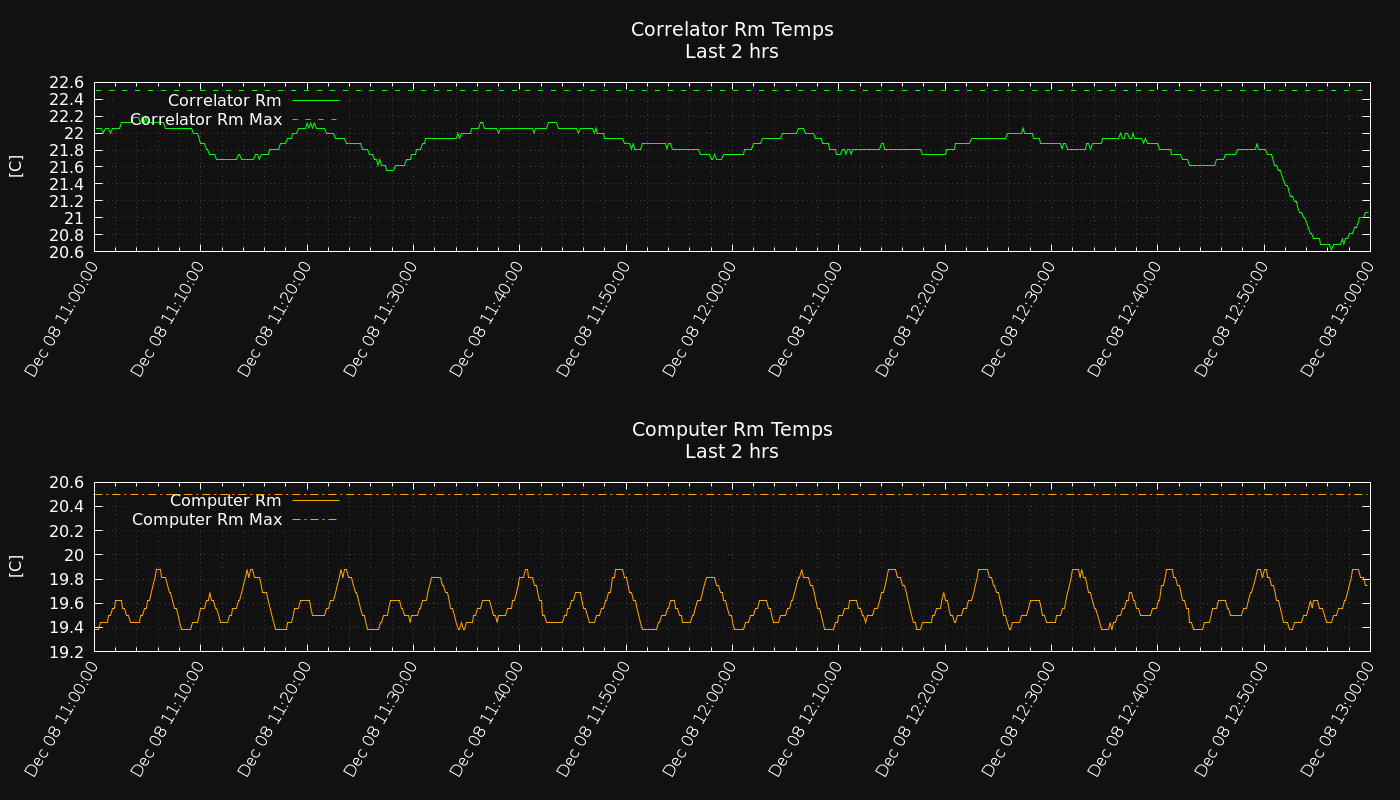 Correlator Rm Temps
Last 2 hrs
22.6
22.4
22.2
22
21.8
21.6
21.4
21.2
21
20.8
20.6
[C]
Correlator Rm
Correlator Rm Max
Dec 08 11:00:00
Dec 08 11:10:00
Dec 08 11:20:00
Dec 08 11:30:00
Dec 08 11:40:00
Dec 08 11:50:00
Dec 08 12:00:00
Dec 08 12:10:00
Dec 08 12:20:00
Dec 08 12:30:00
Dec 08 12:40:00
Dec 08 12:50:00
Dec 08 13:00:00
Computer Rm Temps
Last 2 hrs
20.6
20.4
20.2
20
19.8
19.6
19.4
19.2
[C]
Computer Rm
Computer Rm Max
Dec 08 11:00:00
Dec 08 11:10:00
Dec 08 11:20:00
Dec 08 11:30:00
Dec 08 11:40:00
Dec 08 11:50:00
Dec 08 12:00:00
Dec 08 12:10:00
Dec 08 12:20:00
Dec 08 12:30:00
Dec 08 12:40:00
Dec 08 12:50:00
Dec 08 13:00:00